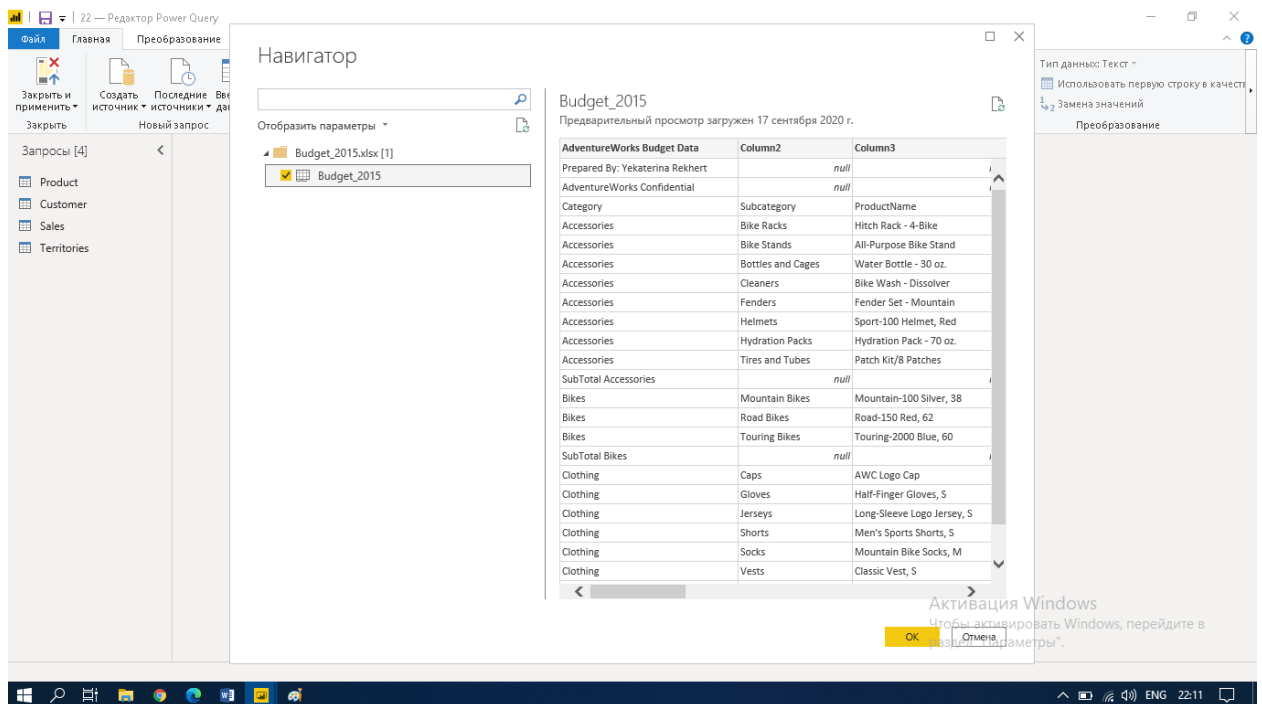 22 — Редактор Power Query
Файл Главная Преобразование
Закрыть и применить
Создать источник
Последние источники
Закрыть
Новый запрос
Запросы [4]
Product
Customer
Sales
Territories
Навигатор
Отобразить параметры
Budget_2015.xlsx [1]
Budget_2015
Budget_2015
Предварительный просмотр загружен 17 сентября 2020 г.
AdventureWorks Budget Data Column2 Column3
Prepared By: Yekaterina Rekhert null
AdventureWorks Confidential null
Category Subcategory ProductName
Accessories Bike Racks Hitch Rack - 4-Bike
Accessories Bike Stands All-Purpose Bike Stand
Accessories Bottles and Cages Water Bottle - 30 oz.
Accessories Cleaners Bike Wash - Dissolver
Accessories Fenders Fender Set - Mountain
Accessories Helmets Sport-100 Helmet, Red
Accessories Hydration Packs Hydration Pack - 70 oz.
Accessories Tires and Tubes Patch Kit/8 Patches
SubTotal Accessories null
Bikes Mountain Bikes Mountain-100 Silver, 38
Bikes Road Bikes Road-150 Red, 62
Bikes Touring Bikes Touring-2000 Blue, 60
SubTotal Bikes null
Clothing Caps AWC Logo Cap
Clothing Gloves Half-Finger Gloves, S
Clothing Jerseys Long-Sleeve Logo Jersey, S
Clothing Shorts Men's Sports Shorts, S
Clothing Socks Mountain Bike Socks, M
Clothing Vests Classic Vest, S
OK Отмена
Тип данных: Текст
Использовать первую строку в качеств
Замена значений
Преобразование
Активация Windows
Чтобы активировать Windows, перейдите в
раздел "Параметры".
ENG 22:11